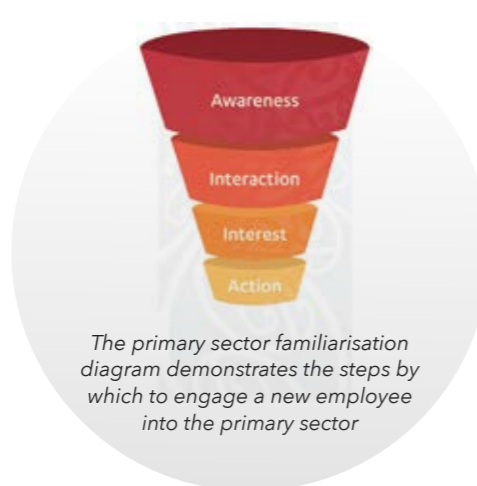 Awareness
Interaction
Interest
Action
The primary sector familiarisation
diagram demonstrates the steps by
which to engage a new employee
into the primary sector